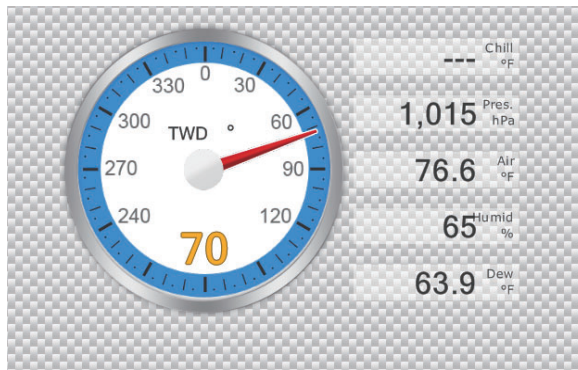 0
330 30
300 60
TWD °
270 90
240 120
70
--- Chill °F
1,015 Pres. hPa
76.6 Air °F
65 Humid %
63.9 Dew °F